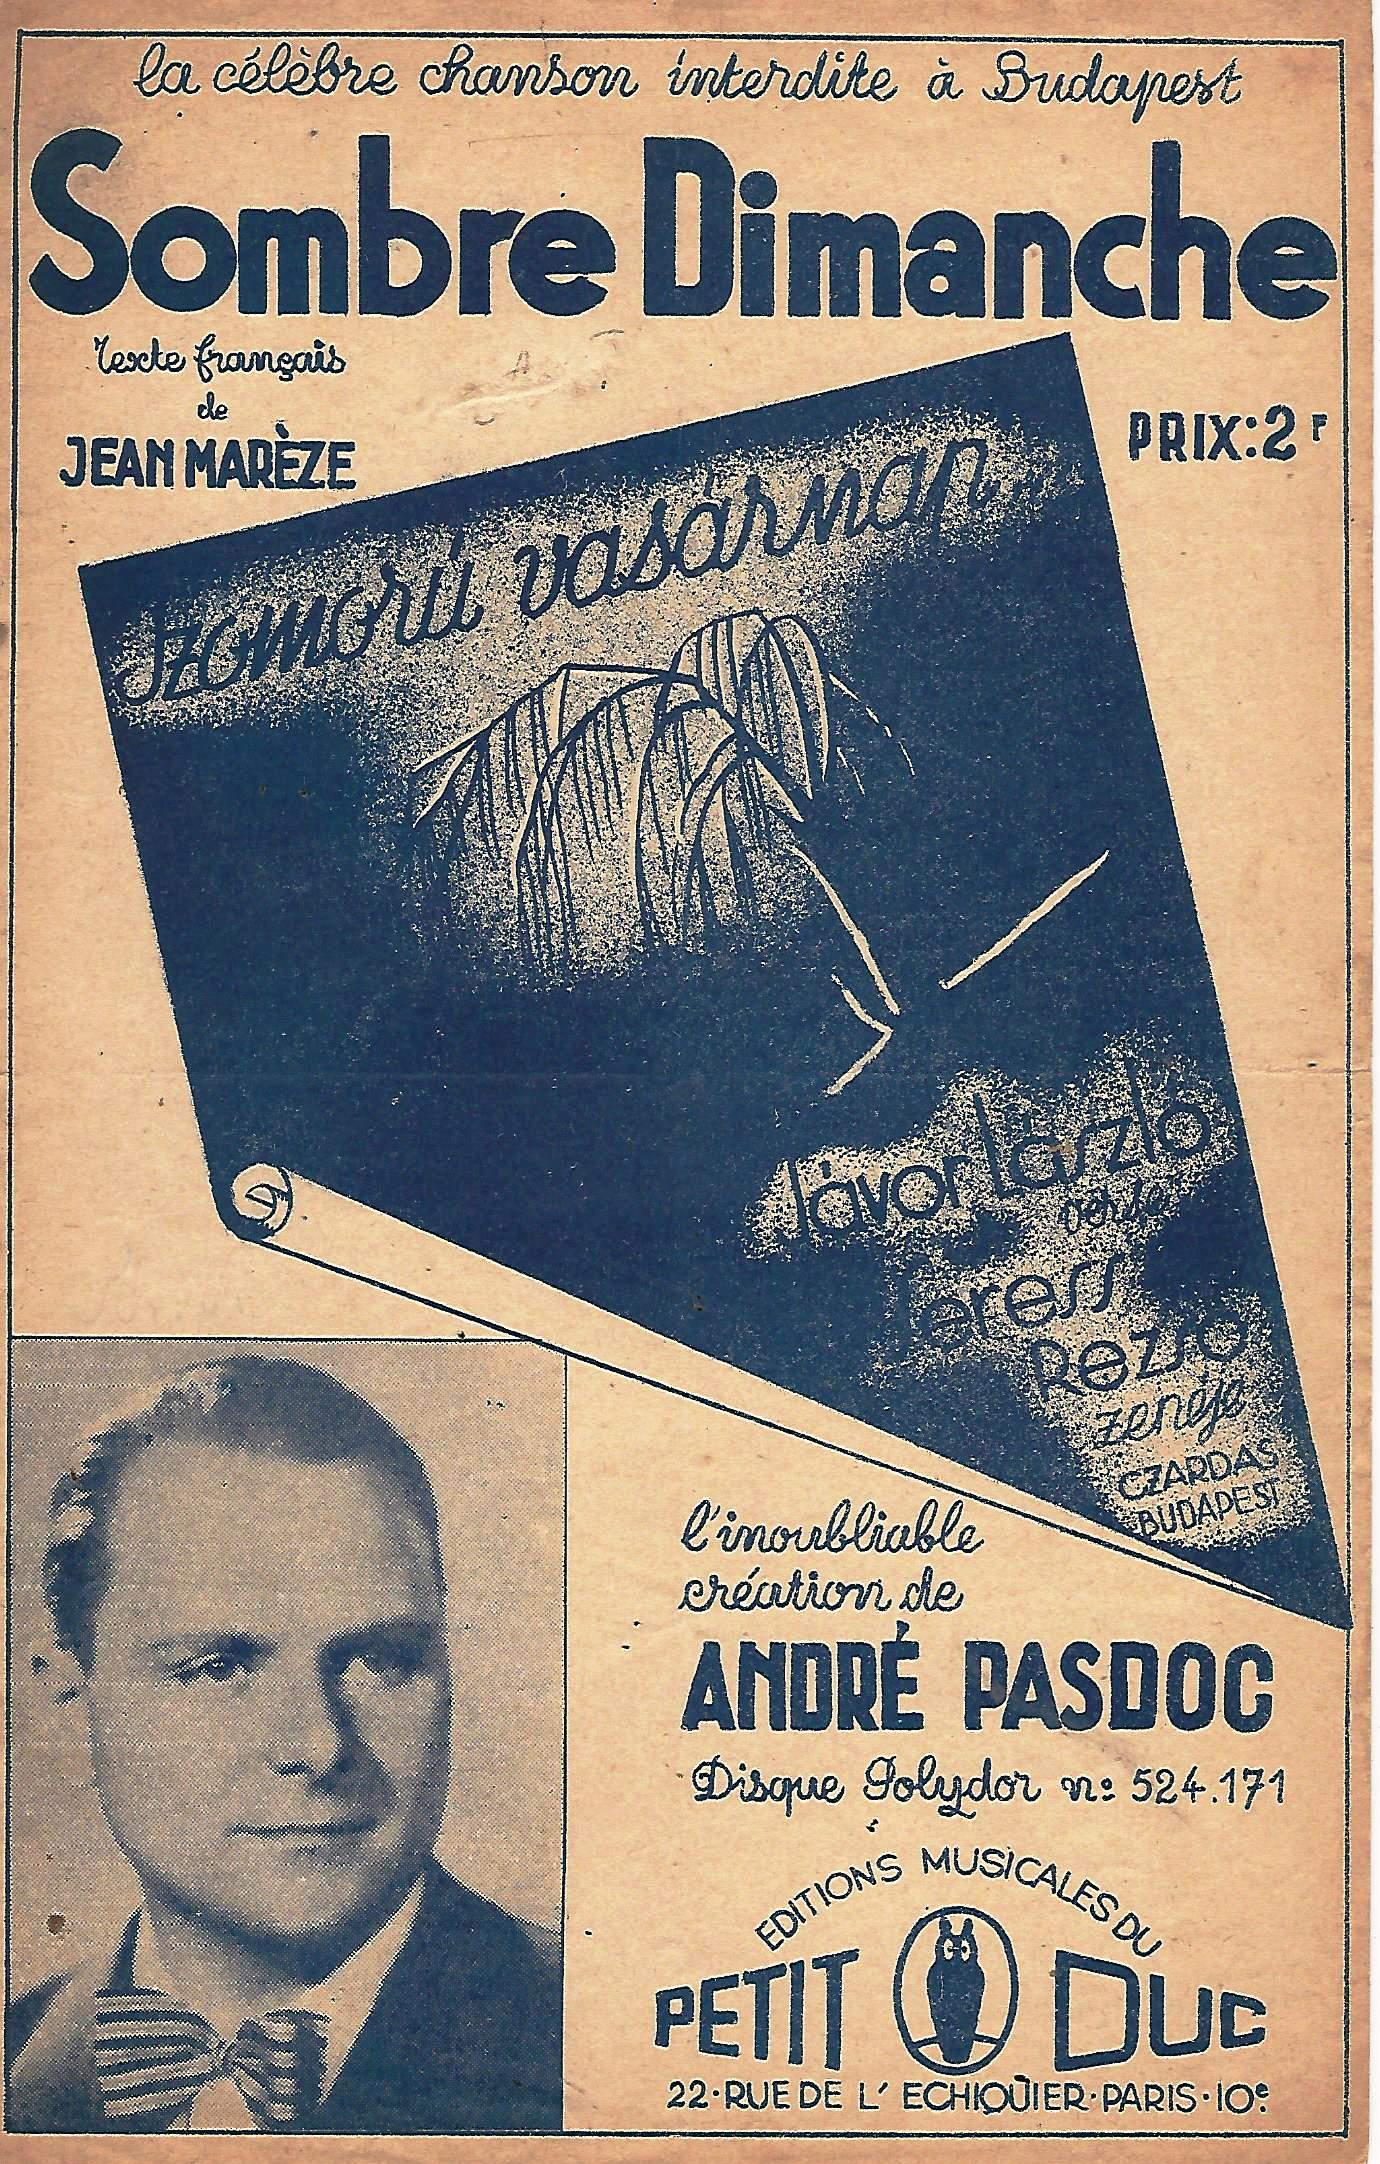 la célèbre chanson interdite à Budapest
Sombre Dimanche
Texte français
de
JEAN MARÈZE
PRIX: 2 F
Szomorú vasárnap...
Jávor László
verse
Seress
Rezső
zenéje
CZARDAS
BUDAPEST
l'inoubliable
création de
ANDRÉ PASDOC
Disque Polydor nº 524.171
EDITIONS MUSICALES DU
PETIT DUC
22·RUE DE L'ECHIQUIER·PARIS·10e.